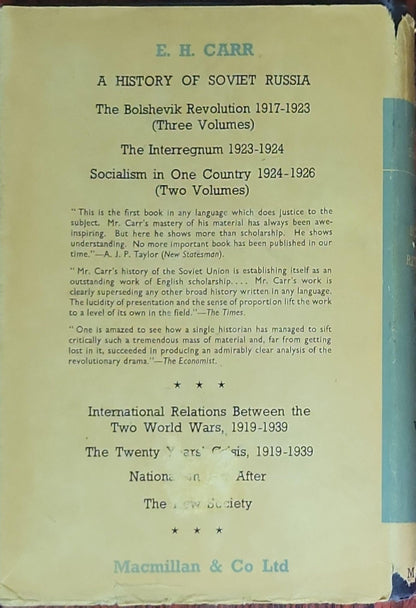 E. H. CARR
A HISTORY OF SOVIET RUSSIA
The Bolshevik Revolution 1917-1923
(Three Volumes)
The Interregnum 1923-1924
Socialism in One Country 1924-1926
(Two Volumes)
"This is the first book in any language which does justice to the
subject. Mr. Carr's mastery of his material has always been awe-
inspiring. But here he shows more than scholarship. He shows
understanding. No more important book has been published in our
time."—A. J. P. Taylor (New Statesman).
"Mr. Carr's history of the Soviet Union is establishing itself as an
outstanding work of English scholarship. . . . Mr. Carr's work is
clearly superseding any other broad history written in any language.
The lucidity of presentation and the sense of proportion lift the work
to a level of its own in the field."—The Times.
"One is amazed to see how a single historian has managed to sift
critically such a tremendous mass of material and, far from getting
lost in it, succeeded in producing an admirably clear analysis of the
revolutionary drama."—The Economist.
★ ★ ★
International Relations Between the
Two World Wars, 1919-1939
The Twenty Years' Crisis, 1919-1939
After
The New Society
★ ★ ★
Macmillan & Co Ltd